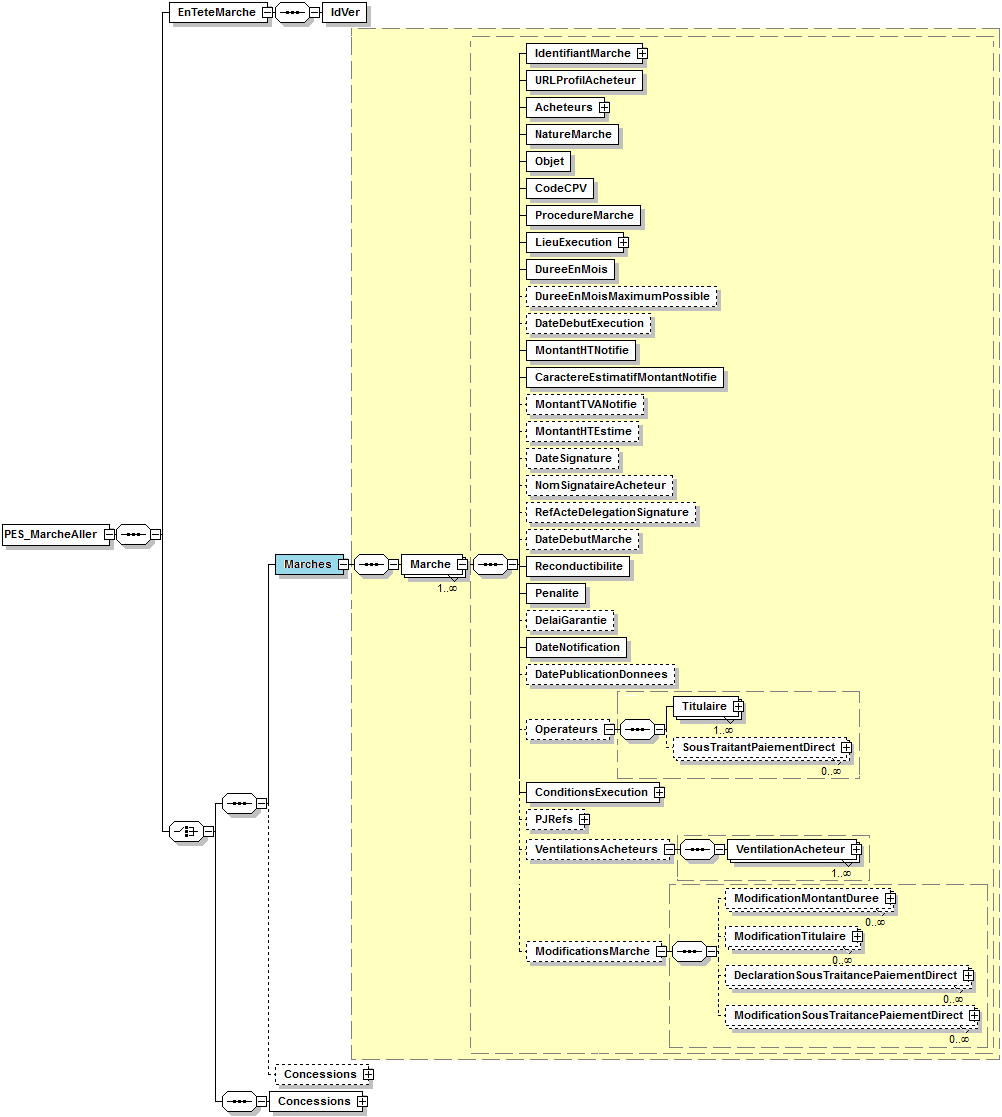 EnTeteMarche
IdVer
IdentifiantMarche
URLProfilAcheteur
Acheteurs
NatureMarche
Objet
CodeCPV
ProcedureMarche
LieuExecution
DureeEnMois
DureeEnMoisMaximumPossible
DateDebutExecution
MontantHTNotifie
CaractereEstimatifMontantNotifie
MontantTVANotifie
MontantHTEstime
DateSignature
NomSignataireAcheteur
RefActeDelegationSignature
PES_MarcheAller
DateDebutMarche
Marches
Marche
1..∞
Reconductibilite
Penalite
DelaiGarantie
DateNotification
DatePublicationDonnees
Operateurs
Titulaire
1..∞
SousTraitantPaiementDirect
0..∞
ConditionsExecution
PJRefs
VentilationsAcheteurs
VentilationAcheteur
1..∞
ModificationsMarche
ModificationMontantDuree
0..∞
ModificationTitulaire
0..∞
DeclarationSousTraitancePaiementDirect
0..∞
ModificationSousTraitancePaiementDirect
0..∞
Concessions
Concessions